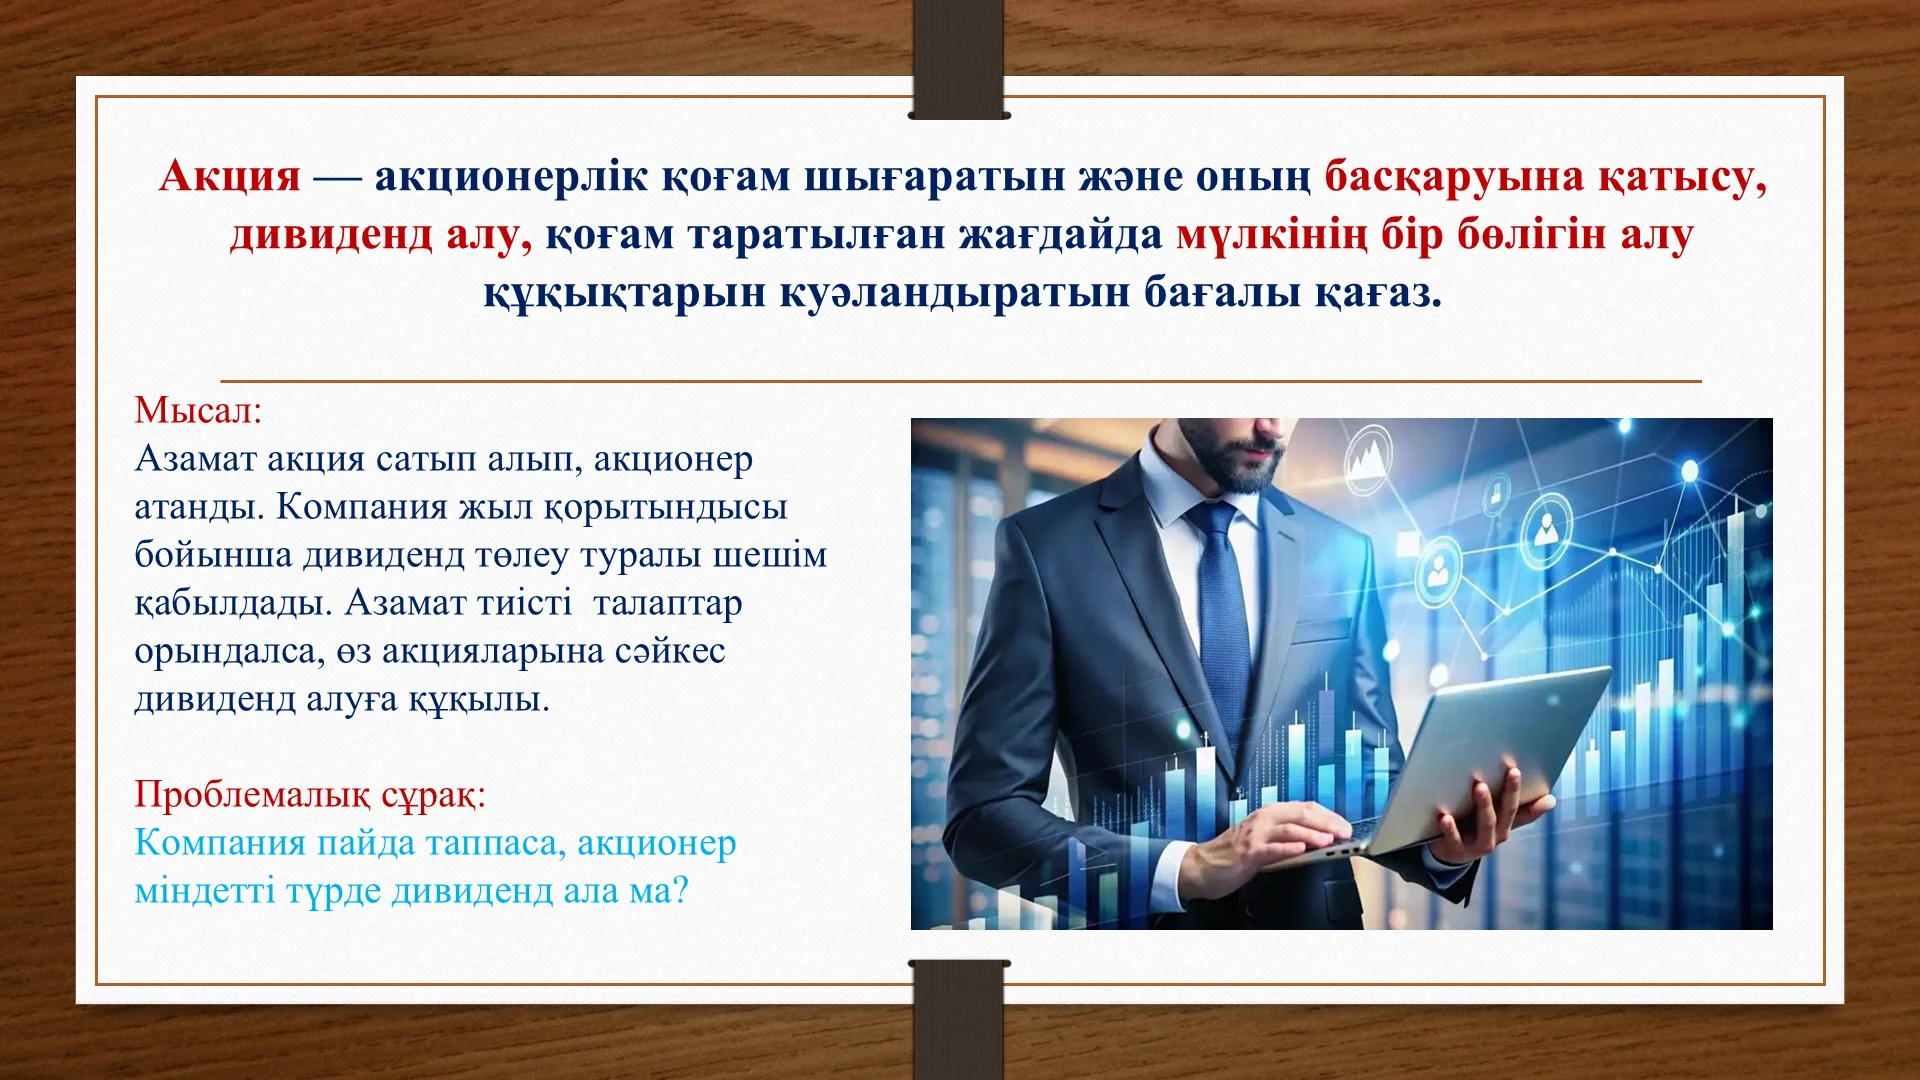 Акция — акционерлік қоғам шығаратын және оның басқаруына қатысу,
дивиденд алу, қоғам таратылған жағдайда мүлкінің бір бөлігін алу
құқықтарын куәландыратын бағалы қағаз.
Мысал:
Азамат акция сатып алып, акционер
атанды. Компания жыл қорытындысы
бойынша дивиденд төлеу туралы шешім
қабылдады. Азамат тиісті  талаптар
орындалса, өз акцияларына сәйкес
дивиденд алуға құқылы.
Проблемалық сұрақ:
Компания пайда таппаса, акционер
міндетті түрде дивиденд ала ма?